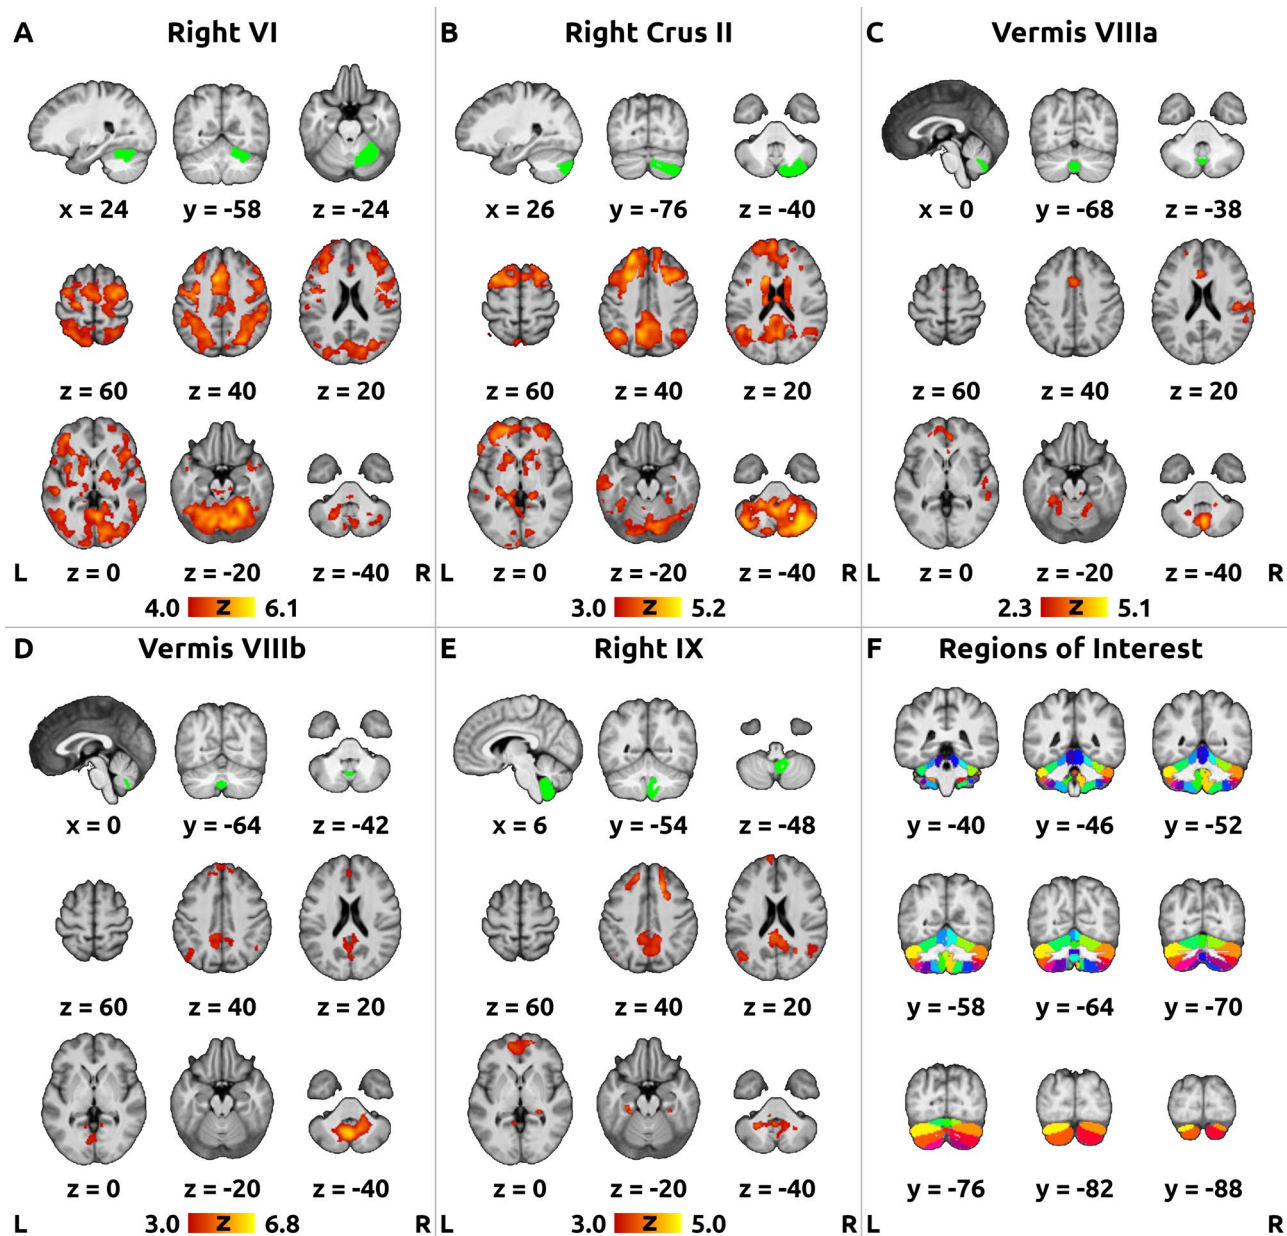 A Right VI
x = 24 y = -58 z = -24
z = 60 z = 40 z = 20
L z = 0 z = -20 z = -40 R
4.0 Z 6.1
B Right Crus II
x = 26 y = -76 z = -40
z = 60 z = 40 z = 20
L z = 0 z = -20 z = -40 R
3.0 Z 5.2
C Vermis VIIIa
x = 0 y = -68 z = -38
z = 60 z = 40 z = 20
L z = 0 z = -20 z = -40 R
2.3 Z 5.1
D Vermis VIIIb
x = 0 y = -64 z = -42
z = 60 z = 40 z = 20
z = 0 z = -20 z = -40
L 3.0 Z 6.8 R
E Right IX
x = 6 y = -54 z = -48
z = 60 z = 40 z = 20
z = 0 z = -20 z = -40
L 3.0 Z 5.0 R
F Regions of Interest
y = -40 y = -46 y = -52
y = -58 y = -64 y = -70
y = -76 y = -82 y = -88
L R